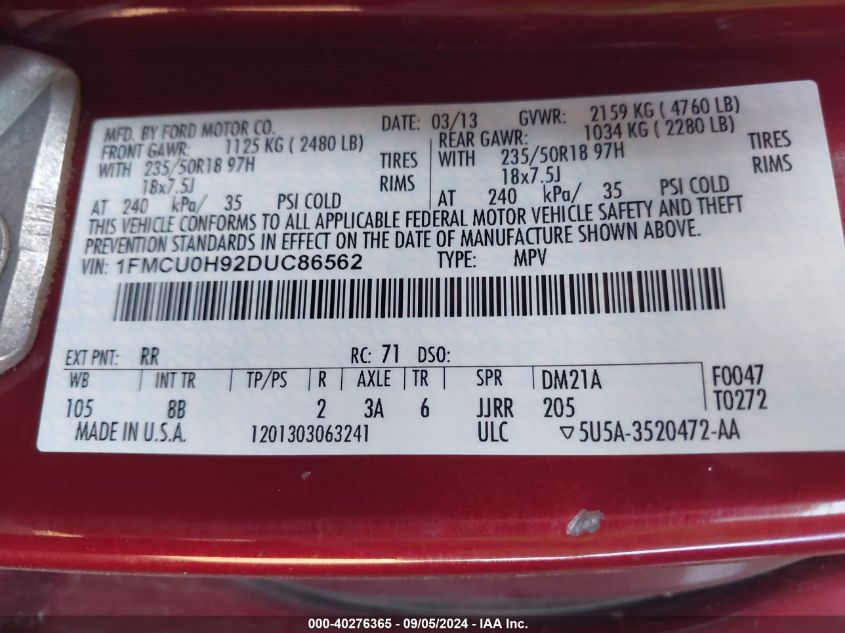 MFD. BY FORD MOTOR CO. DATE: 03/13 GVWR: 2159 KG ( 4760 LB)
FRONT GAWR: 1125 KG ( 2480 LB) REAR GAWR: 1034 KG ( 2280 LB)
WITH 235/50R18 97H TIRES WITH 235/50R18 97H TIRES
18x7.5J RIMS 18x7.5J RIMS
AT 240 kPa/ 35 PSI COLD AT 240 kPa/ 35 PSI COLD
THIS VEHICLE CONFORMS TO ALL APPLICABLE FEDERAL MOTOR VEHICLE SAFETY AND THEFT
PREVENTION STANDARDS IN EFFECT ON THE DATE OF MANUFACTURE SHOWN ABOVE.
VIN: 1FMCU0H92DUC86562 TYPE: MPV
EXT PNT: RR RC: 71 DSO:
WB INT TR TP/PS R AXLE TR SPR DM21A F0047
105 8B 2 3A 6 JJRR 205 T0272
MADE IN U.S.A. 1201303063241 ULC ▽5U5A-3520472-AA
000-40276365 - 09/05/2024 - IAA Inc.